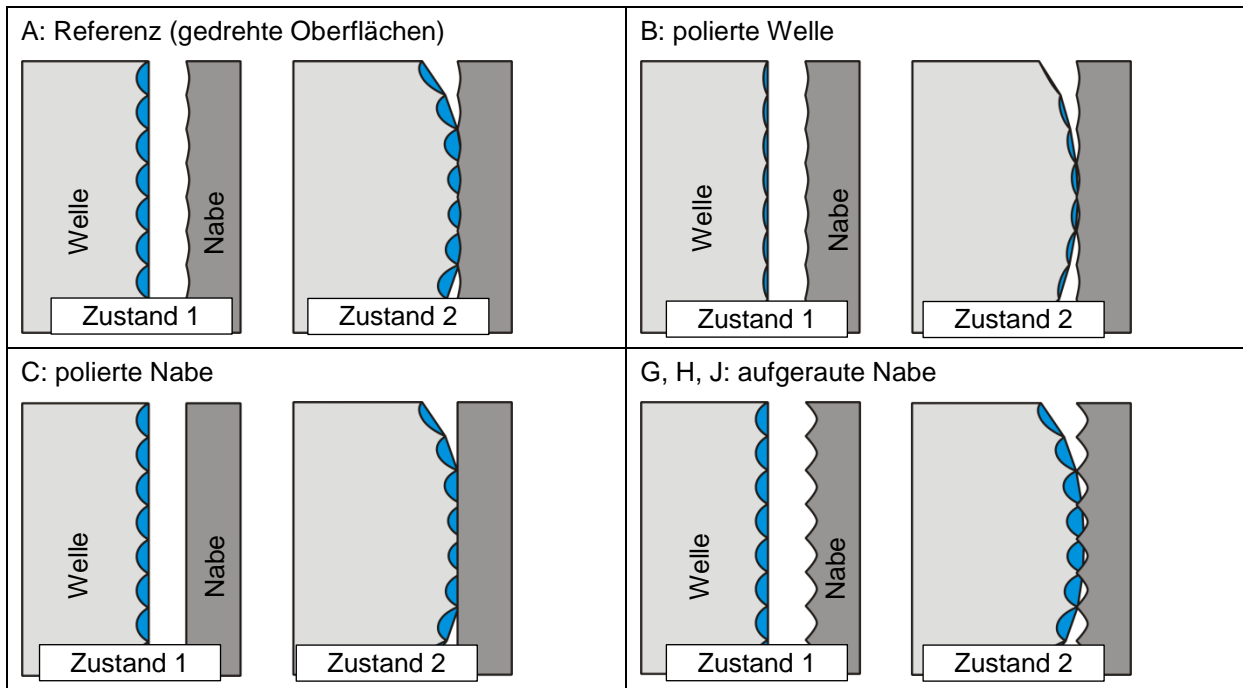 A: Referenz (gedrehte Oberflächen)
Welle
Nabe
Zustand 1
Zustand 2
B: polierte Welle
Welle
Nabe
Zustand 1
Zustand 2
C: polierte Nabe
Welle
Nabe
Zustand 1
Zustand 2
G, H, J: aufgeraute Nabe
Welle
Nabe
Zustand 1
Zustand 2